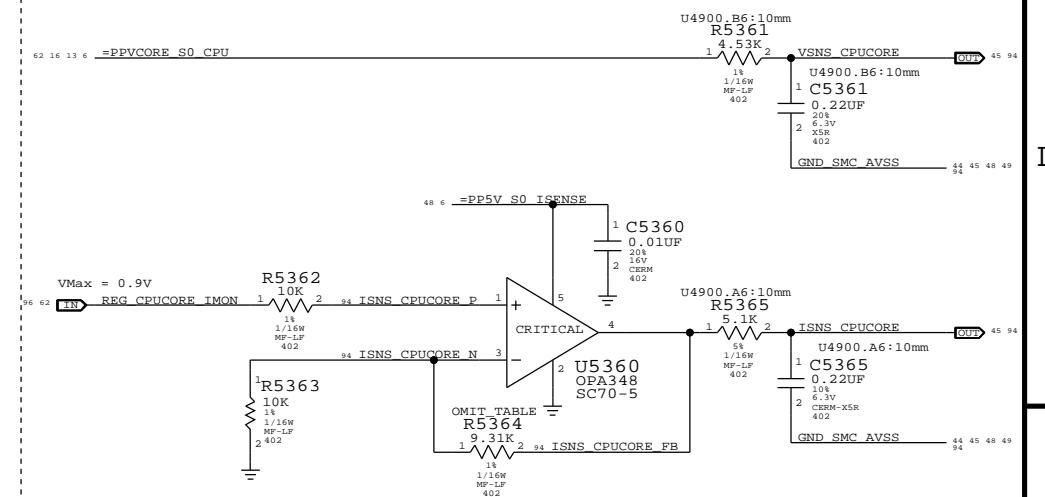 U4900.B6:10mm
R5361
4.53K
62 16 13 6 =PPVCORE_S0_CPU 1 2 VSNS_CPUCORE OUT 45 94
1%
1/16W
MF-LF
402
U4900.B6:10mm
1 C5361
0.22UF
20%
2 6.3V
X5R
402
GND_SMC_AVSS 44 45 48 49
94
I
48 6 =PP5V_S0_ISENSE
1 C5360
0.01UF
20%
2 16V
CERM
402
VMax = 0.9V
R5362
10K
96 62 IN REG_CPUCORE_IMON 1 2 94 ISNS_CPUCORE_P 1 + 5
1%
1/16W
MF-LF
402
CRITICAL 4
94 ISNS_CPUCORE_N 3 - 2
U5360
OPA348
SC70-5
U4900.A6:10mm
R5365
5.1K
1 2 ISNS_CPUCORE OUT 45 94
5%
1/16W
MF-LF
402
U4900.A6:10mm
1 C5365
0.22UF
10%
2 6.3V
CERM-X5R
402
GND_SMC_AVSS 44 45 48 49
94
1 R5363
10K
1%
1/16W
MF-LF
2 402
OMIT_TABLE
R5364
9.31K
1 2 94 ISNS_CPUCORE_FB
1%
1/16W
MF-LF
402